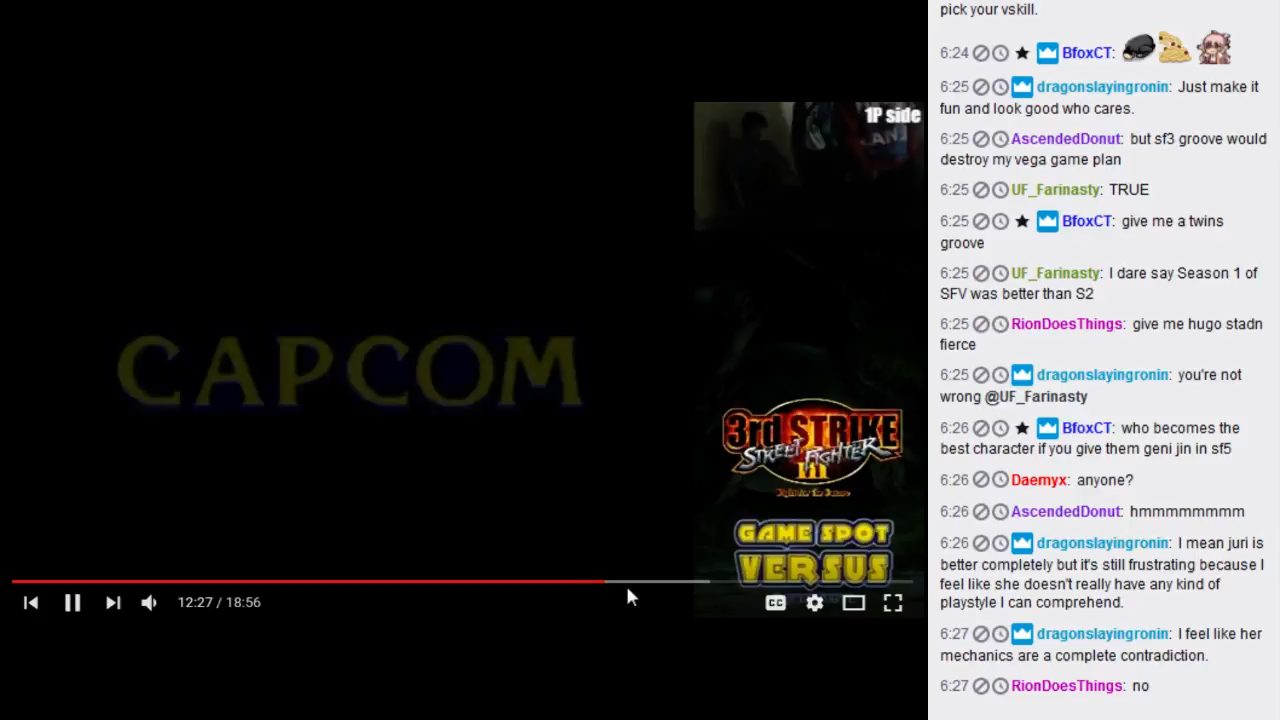 pick your vskill.
6:24 BfoxCT:
6:25 dragonslayingronin: Just make it
fun and look good who cares.
6:25 AscendedDonut: but sf3 groove would
destroy my vega game plan
6:25 UF_Farinasty: TRUE
6:25 BfoxCT: give me a twins
groove
6:25 UF_Farinasty: I dare say Season 1 of
SFV was better than S2
6:25 RionDoesThings: give me hugo stadn
fierce
6:25 dragonslayingronin: you're not
wrong @UF_Farinasty
6:26 BfoxCT: who becomes the
best character if you give them geni jin in sf5
6:26 Daemyx: anyone?
6:26 AscendedDonut: hmmmmmmmm
6:26 dragonslayingronin: I mean juri is
better completely but it's still frustrating because I
feel like she doesn't really have any kind of
playstyle I can comprehend.
6:27 dragonslayingronin: I feel like her
mechanics are a complete contradiction.
6:27 RionDoesThings: no
1P side
CAPCOM
3rd STRIKE
STREET FIGHTER
III
GAME SPOT
VERSUS
12:27 / 18:56
CC